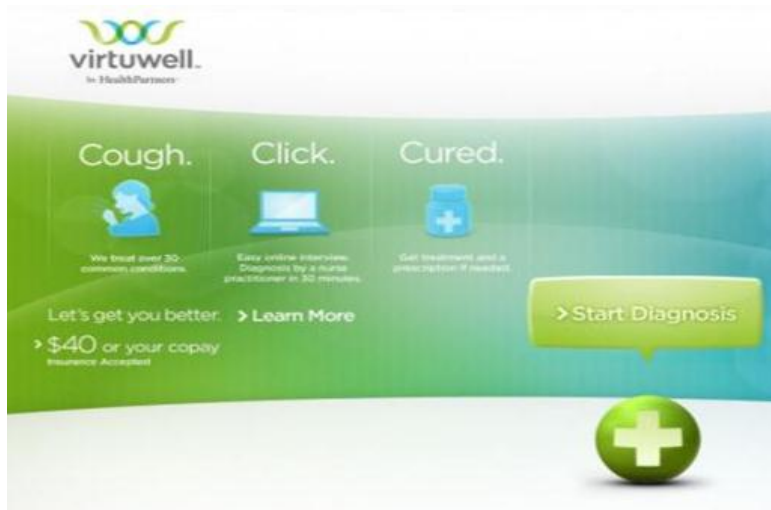 virtuwell.
by HealthPartners
Cough.
We treat over 30
common conditions.
Click.
Easy online interview.
Diagnosis by a nurse
practitioner in 30 minutes.
Cured.
Get treatment and a
prescription if needed.
Let's get you better.
> Learn More
> $40 or your copay
Insurance Accepted
> Start Diagnosis